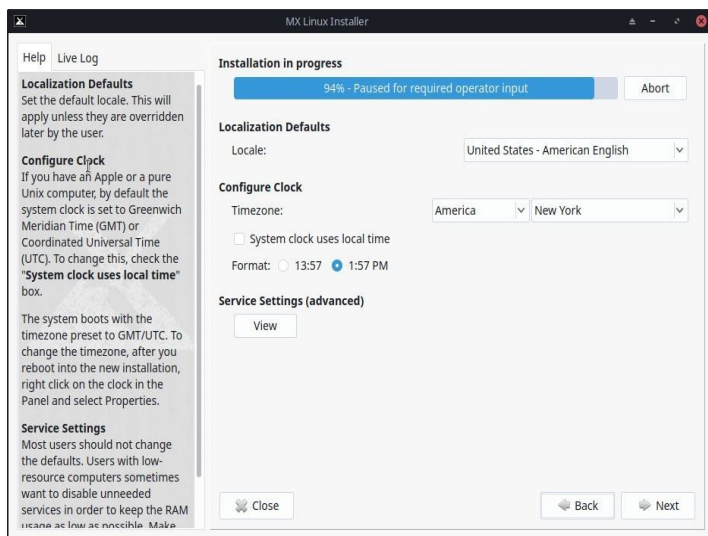 MX Linux Installer
Help Live Log
Localization Defaults
Set the default locale. This will
apply unless they are overridden
later by the user.
Configure Clock
If you have an Apple or a pure
Unix computer, by default the
system clock is set to Greenwich
Meridian Time (GMT) or
Coordinated Universal Time
(UTC). To change this, check the
"System clock uses local time"
box.
The system boots with the
timezone preset to GMT/UTC. To
change the timezone, after you
reboot into the new installation,
right click on the clock in the
Panel and select Properties.
Service Settings
Most users should not change
the defaults. Users with low-
resource computers sometimes
want to disable unneeded
services in order to keep the RAM
usage as low as possible. Make
Installation in progress
94% - Paused for required operator input
Abort
Localization Defaults
Locale: United States - American English
Configure Clock
Timezone: America New York
System clock uses local time
Format: 13:57 1:57 PM
Service Settings (advanced)
View
Close Back Next